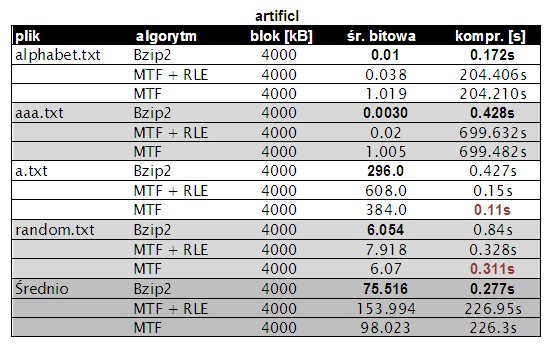 artificl
plik algorytm blok [kB] śr. bitowa kompr. [s]
alphabet.txt Bzip2 4000 0.01 0.172s
MTF + RLE 4000 0.038 204.406s
MTF 4000 1.019 204.210s
aaa.txt Bzip2 4000 0.0030 0.428s
MTF + RLE 4000 0.02 699.632s
MTF 4000 1.005 699.482s
a.txt Bzip2 4000 296.0 0.427s
MTF + RLE 4000 608.0 0.15s
MTF 4000 384.0 0.11s
random.txt Bzip2 4000 6.054 0.84s
MTF + RLE 4000 7.918 0.328s
MTF 4000 6.07 0.311s
Średnio Bzip2 4000 75.516 0.277s
MTF + RLE 4000 153.994 226.95s
MTF 4000 98.023 226.3s